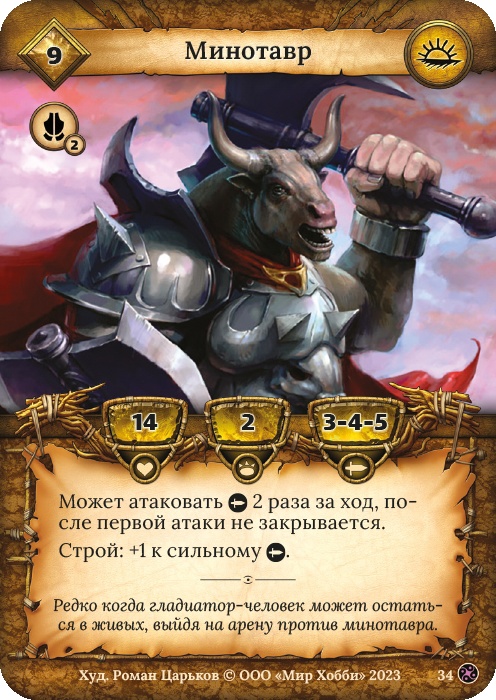 9
Минотавр
2
14
2
3-4-5
Может атаковать 2 раза за ход, по-
сле первой атаки не закрывается.
Строй: +1 к сильному .
Редко когда гладиатор-человек может остать-
ся в живых, выйдя на арену против минотавра.
Худ. Роман Царьков © ООО «Мир Хобби» 2023
34